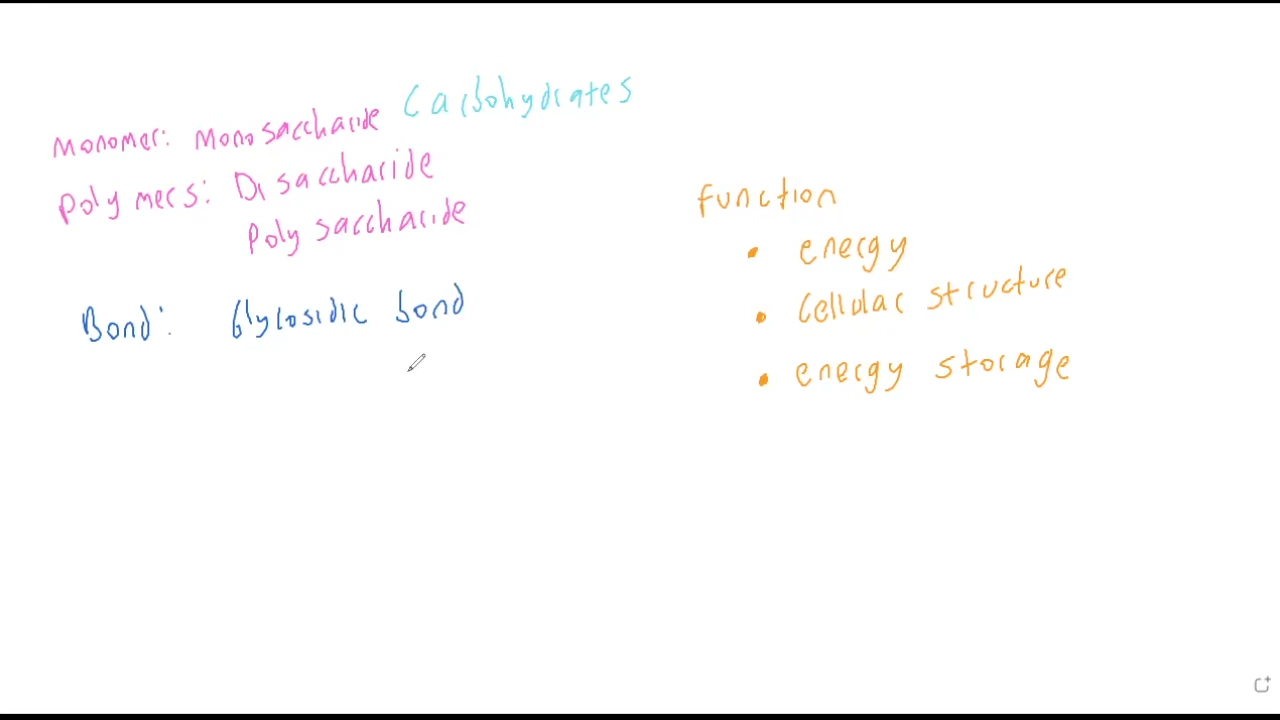 Carbohydrates
Monomer: Monosaccharide
Polymers: Disaccharide
Polysaccharide
Bond: Glycosidic bond
function
• energy
• Cellular structure
• energy storage